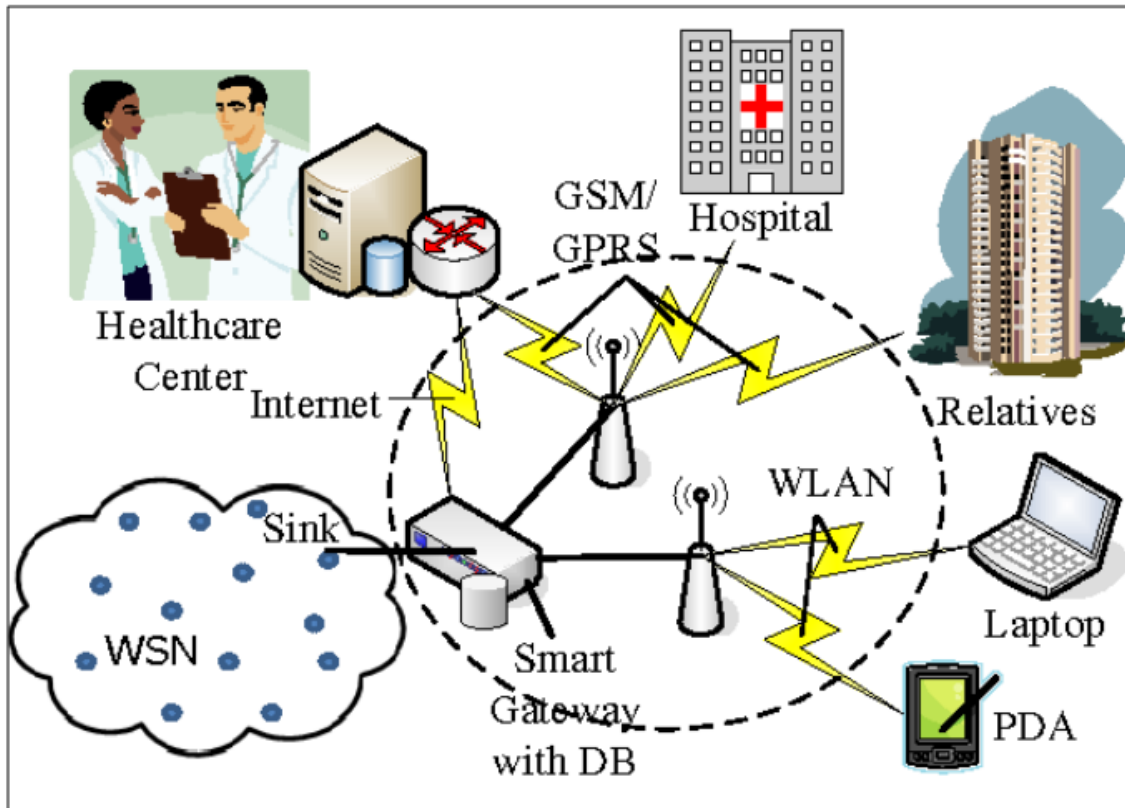 GSM/
GPRS
Hospital
Healthcare
Center
Internet
Relatives
WLAN
Sink
WSN
Laptop
Smart
Gateway
with DB
PDA